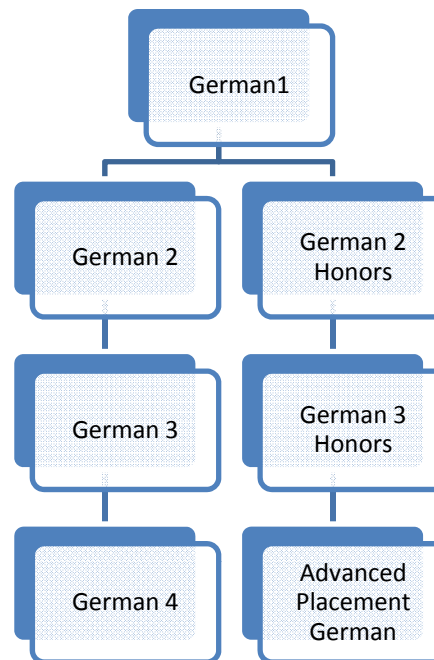 German1
German 2
German 2
Honors
German 3
German 3
Honors
German 4
Advanced
Placement
German